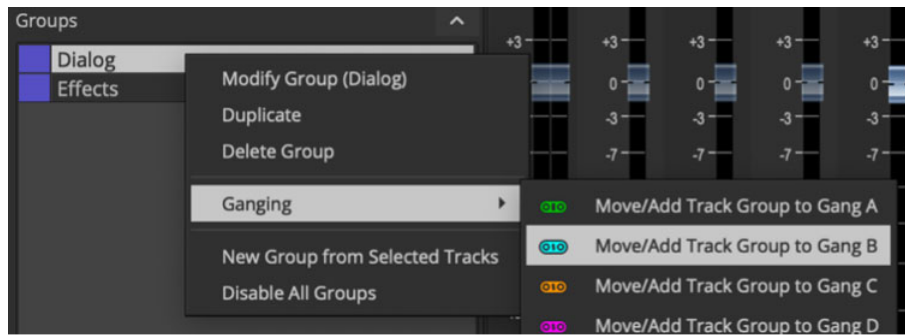 Groups
Dialog
Effects
Modify Group (Dialog)
Duplicate
Delete Group
Ganging
New Group from Selected Tracks
Disable All Groups
Move/Add Track Group to Gang A
Move/Add Track Group to Gang B
Move/Add Track Group to Gang C
Move/Add Track Group to Gang D
+3 +3 +3 +3
0 0 0 0
-3 -3 -3 -3
-7 -7 -7 -7